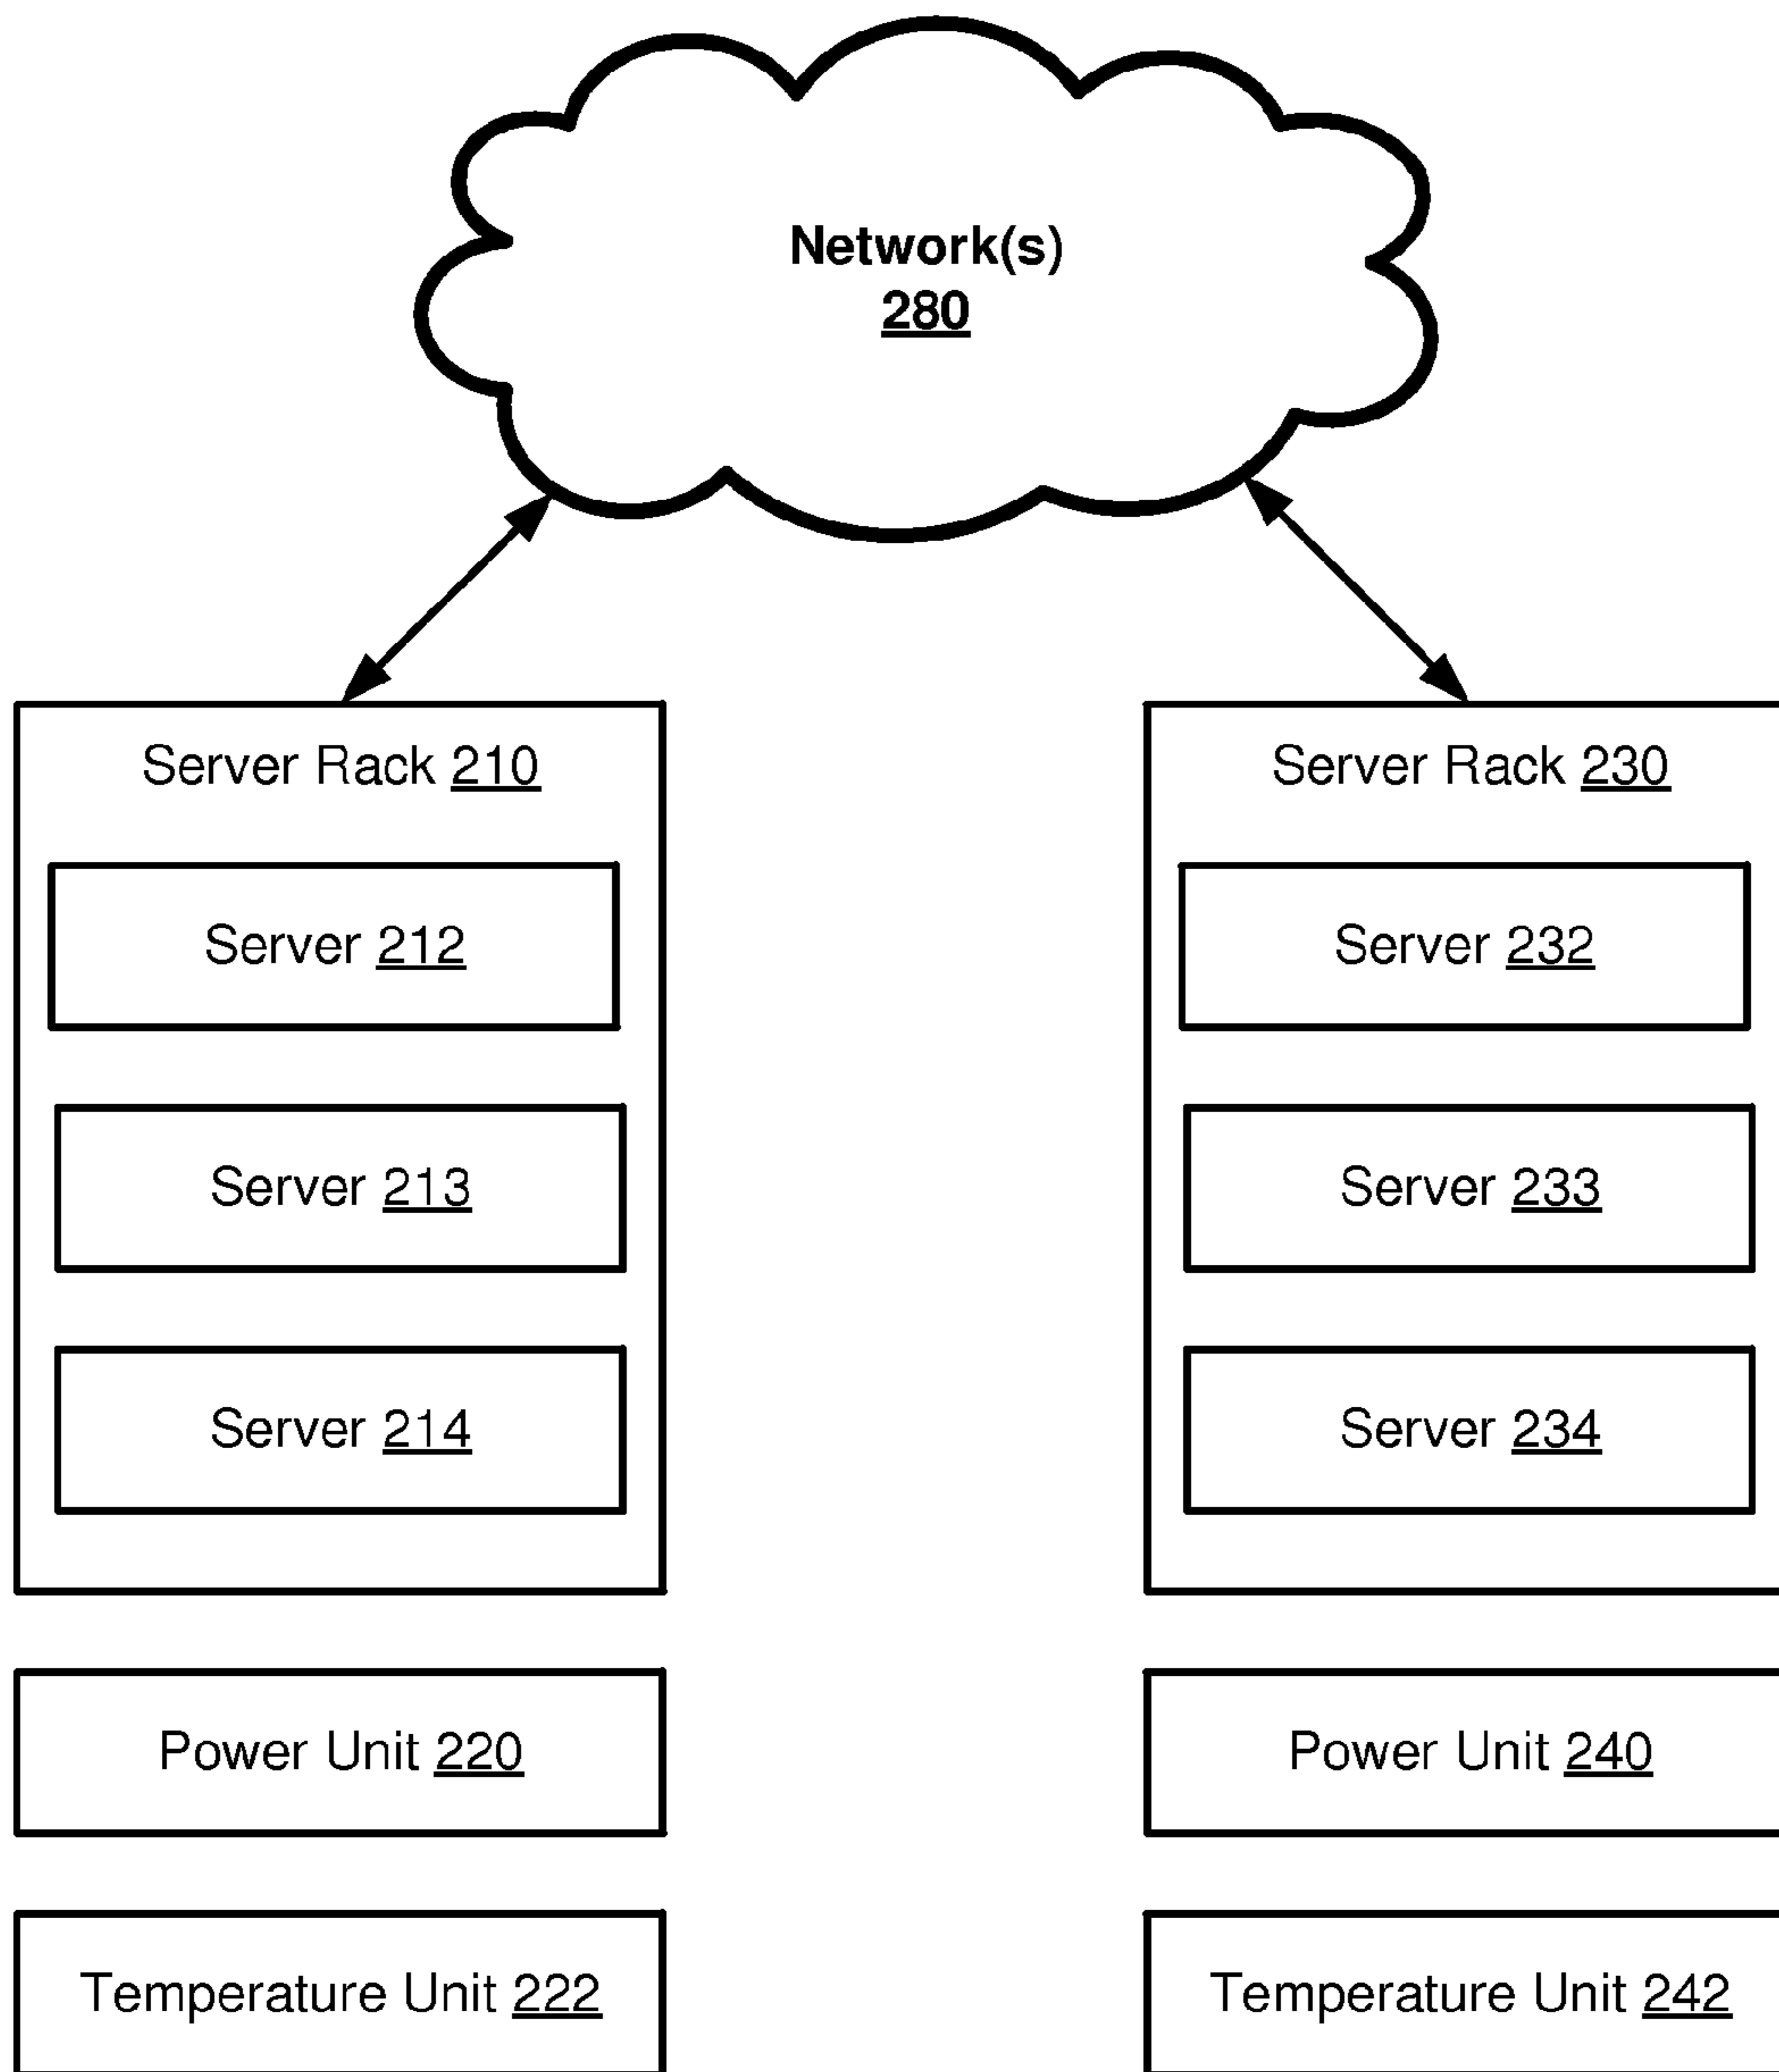 Network(s)
280
Server Rack 210
Server 212
Server 213
Server 214
Power Unit 220
Temperature Unit 222
Server Rack 230
Server 232
Server 233
Server 234
Power Unit 240
Temperature Unit 242